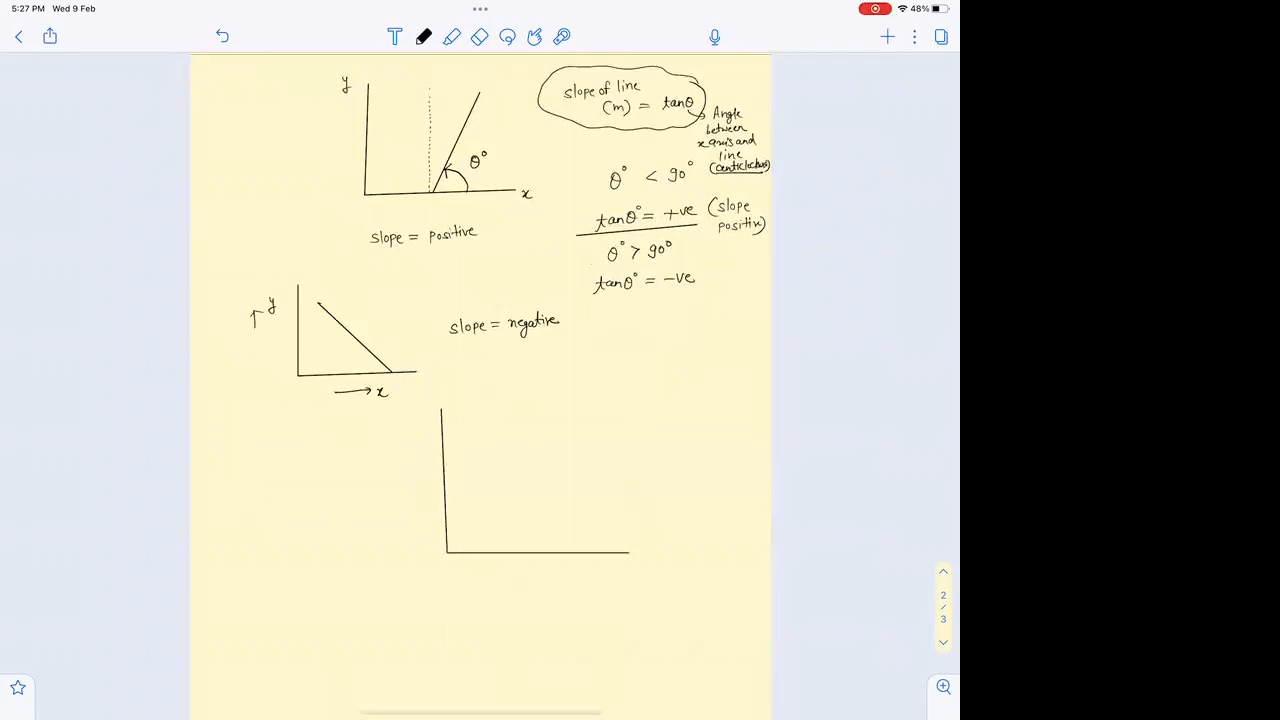 5:27 PM Wed 9 Feb
48%
y
slope of line
(m) = tanθ
Angle
between
x axis and
line
(anticlockwise)
θ°
x
θ° < 90°
tanθ° = +ve (slope
positive)
slope = positive
θ° > 90°
tanθ° = -ve
y
slope = negative
x
2
/
3